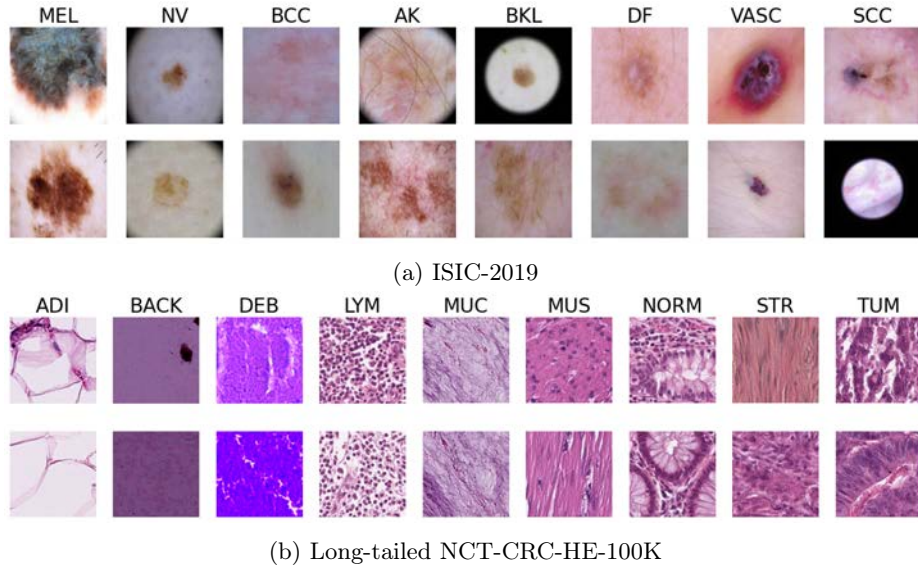 MEL NV BCC AK BKL DF VASC SCC
(a) ISIC-2019
ADI BACK DEB LYM MUC MUS NORM STR TUM
(b) Long-tailed NCT-CRC-HE-100K